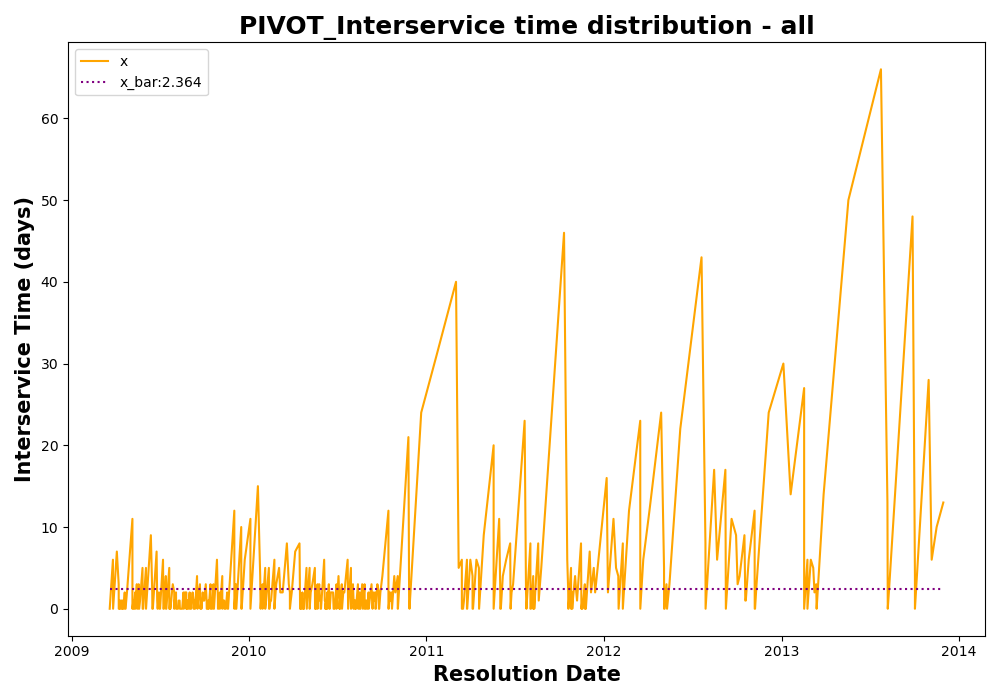 PIVOT_Interservice time distribution - all
x
x_bar:2.364
Interservice Time (days)
60
50
40
30
20
10
0
2009
2010
2011
2012
2013
2014
Resolution Date